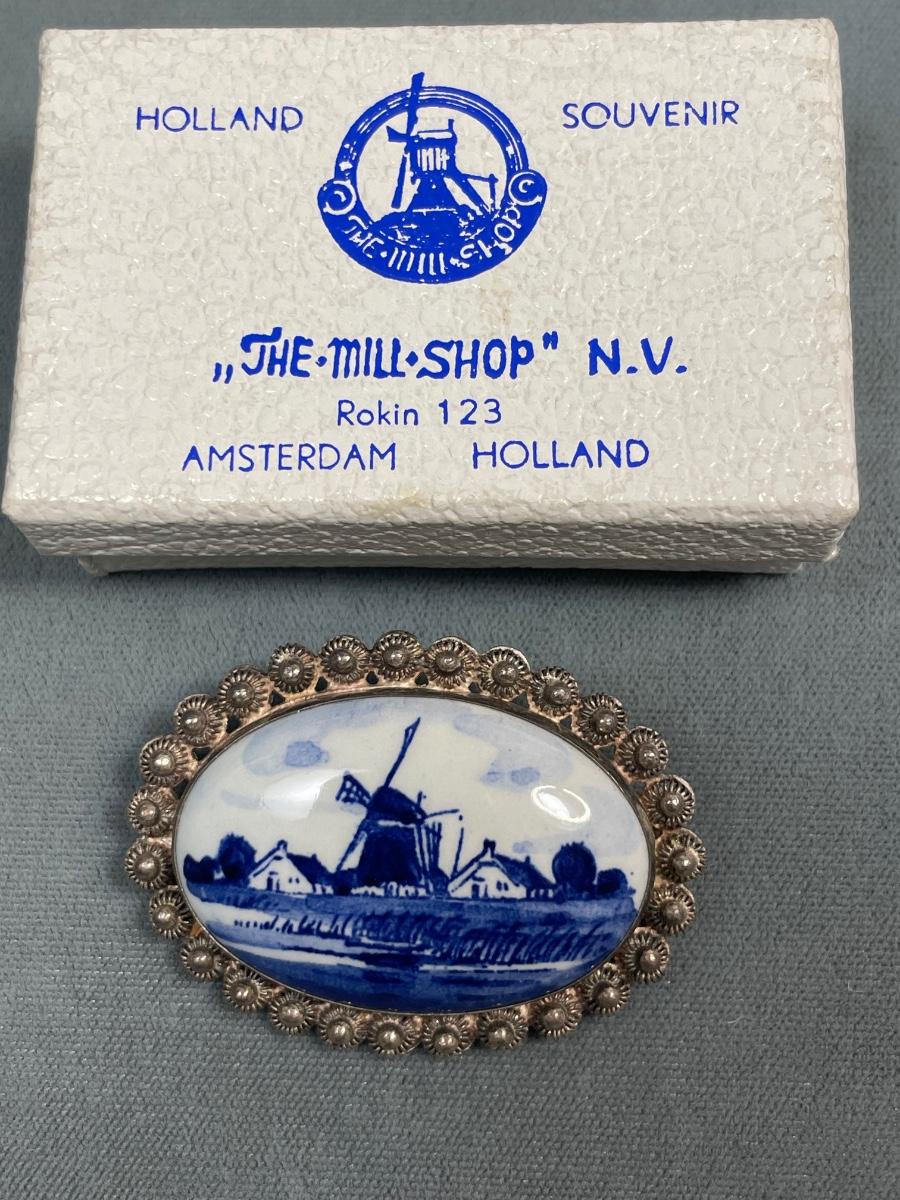 HOLLAND SOUVENIR
THE·MILL·SHOP
„THE·MILL·SHOP" N.V.
Rokin 123
AMSTERDAM HOLLAND